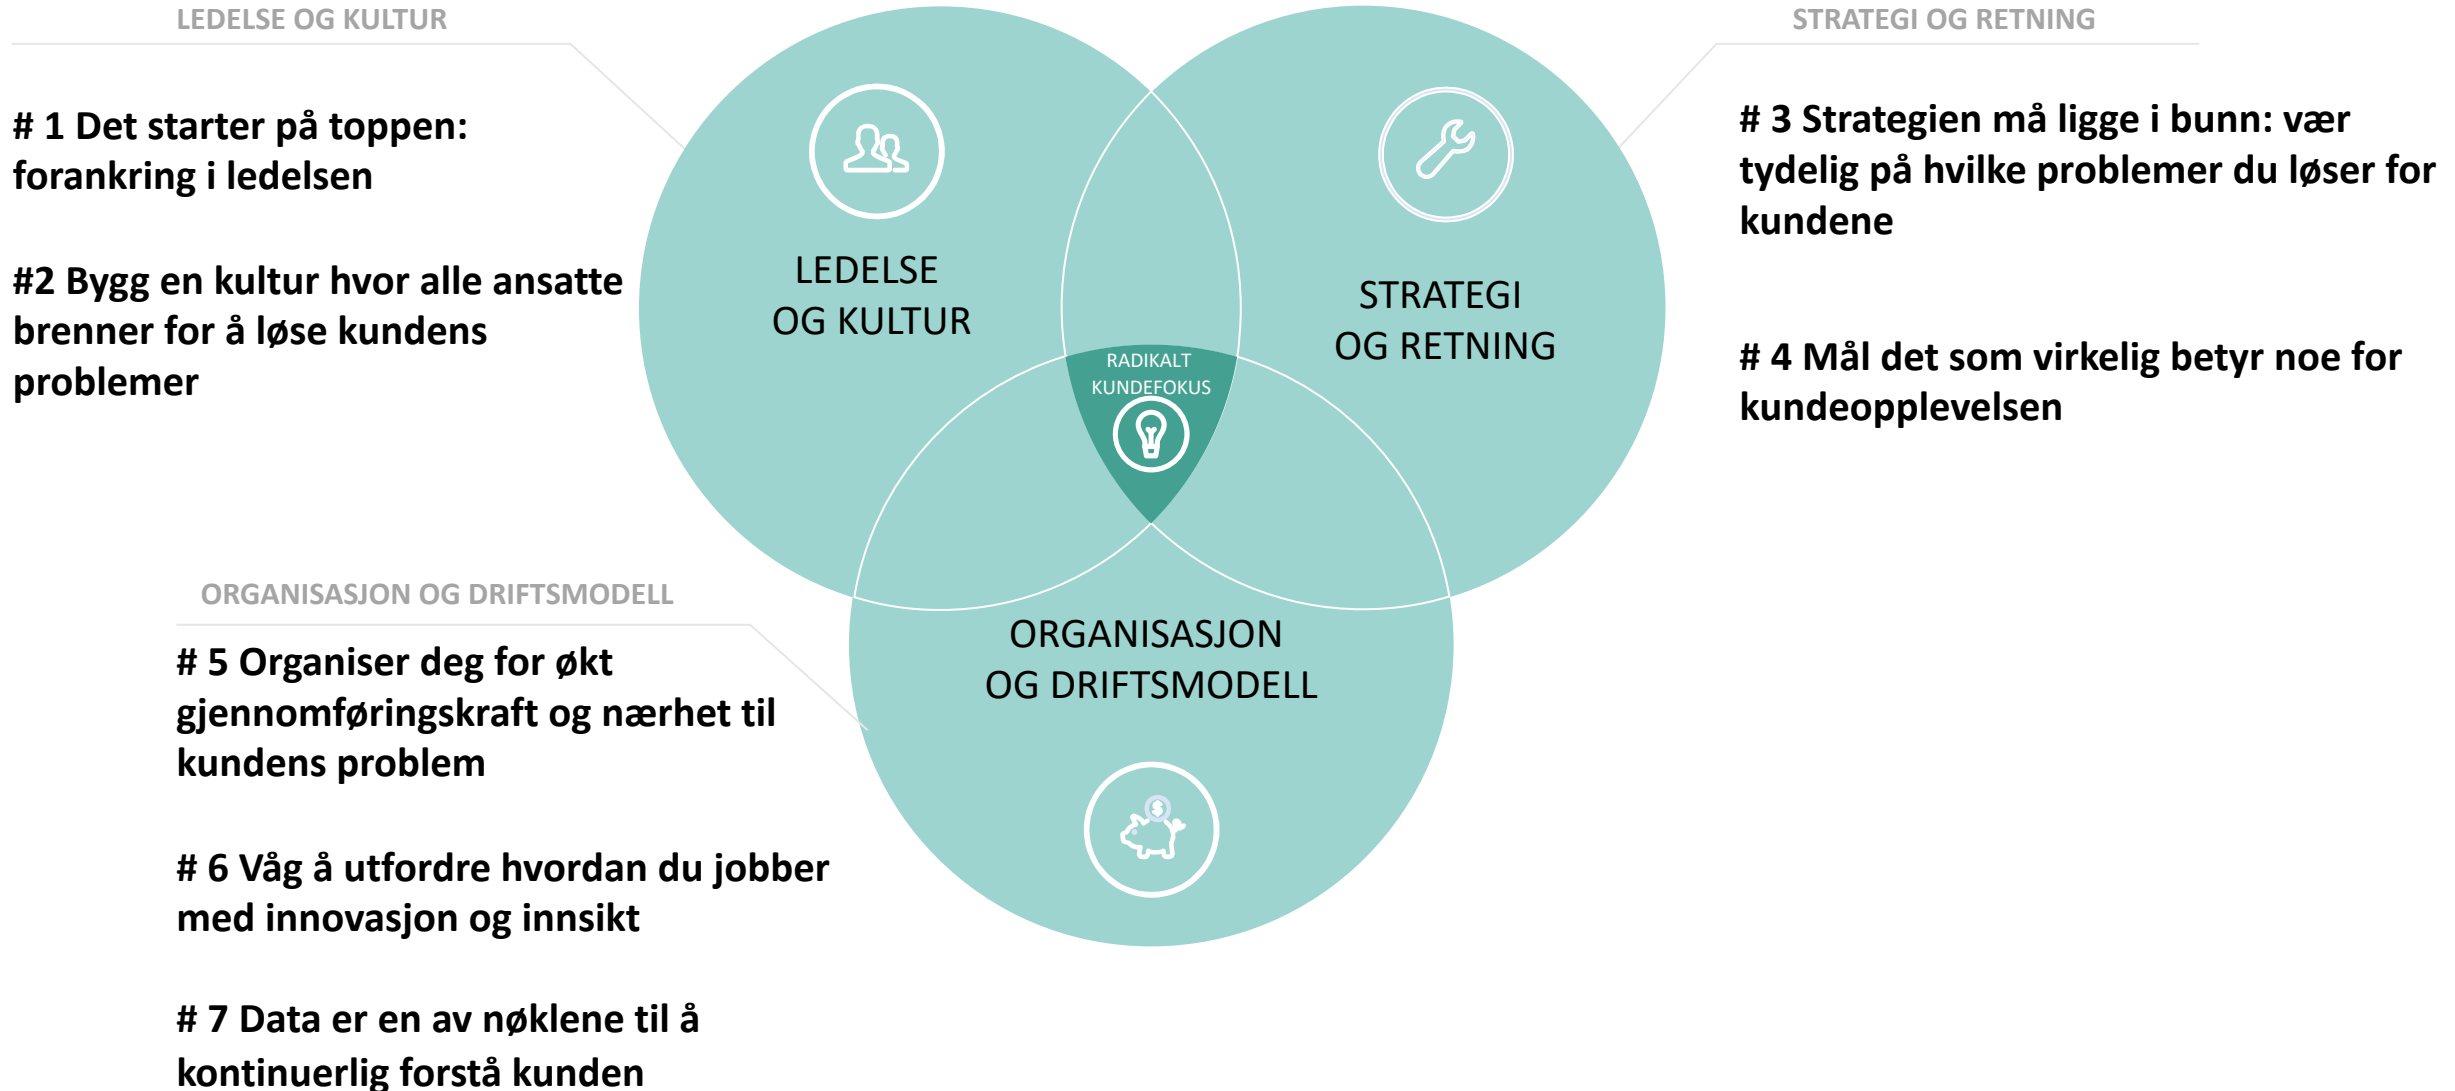 LEDELSE OG KULTUR
# 1 Det starter på toppen:
forankring i ledelsen
#2 Bygg en kultur hvor alle ansatte
brenner for å løse kundens
problemer
STRATEGI OG RETNING
# 3 Strategien må ligge i bunn: vær
tydelig på hvilke problemer du løser for
kundene
# 4 Mål det som virkelig betyr noe for
kundeopplevelsen
LEDELSE
OG KULTUR
STRATEGI
OG RETNING
RADIKALT
KUNDEFOKUS
ORGANISASJON
OG DRIFTSMODELL
$
ORGANISASJON OG DRIFTSMODELL
# 5 Organiser deg for økt
gjennomføringskraft og nærhet til
kundens problem
# 6 Våg å utfordre hvordan du jobber
med innovasjon og innsikt
# 7 Data er en av nøklene til å
kontinuerlig forstå kunden